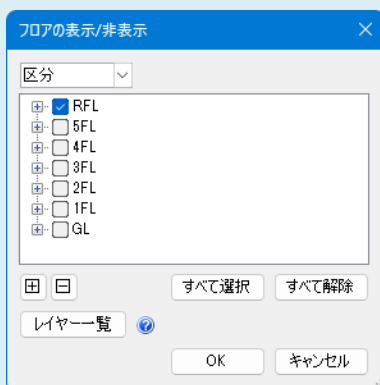 フロアの表示/非表示
区分
RFL
5FL
4FL
3FL
2FL
1FL
GL
すべて選択 すべて解除
レイヤー一覧
OK キャンセル